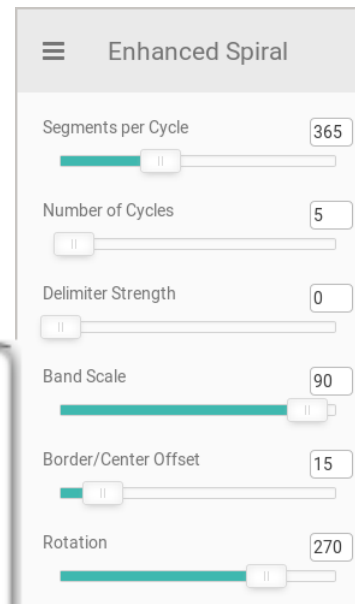 Enhanced Spiral
Segments per Cycle 365
Number of Cycles 5
Delimiter Strength 0
Band Scale 90
Border/Center Offset 15
Rotation 270